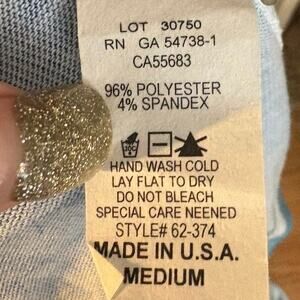 LOT 30750
RN GA 54738-1
CA55683
96% POLYESTER
4% SPANDEX
30C
HAND WASH COLD
LAY FLAT TO DRY
DO NOT BLEACH
SPECIAL CARE NEENED
STYLE# 62-374
MADE IN U.S.A.
MEDIUM